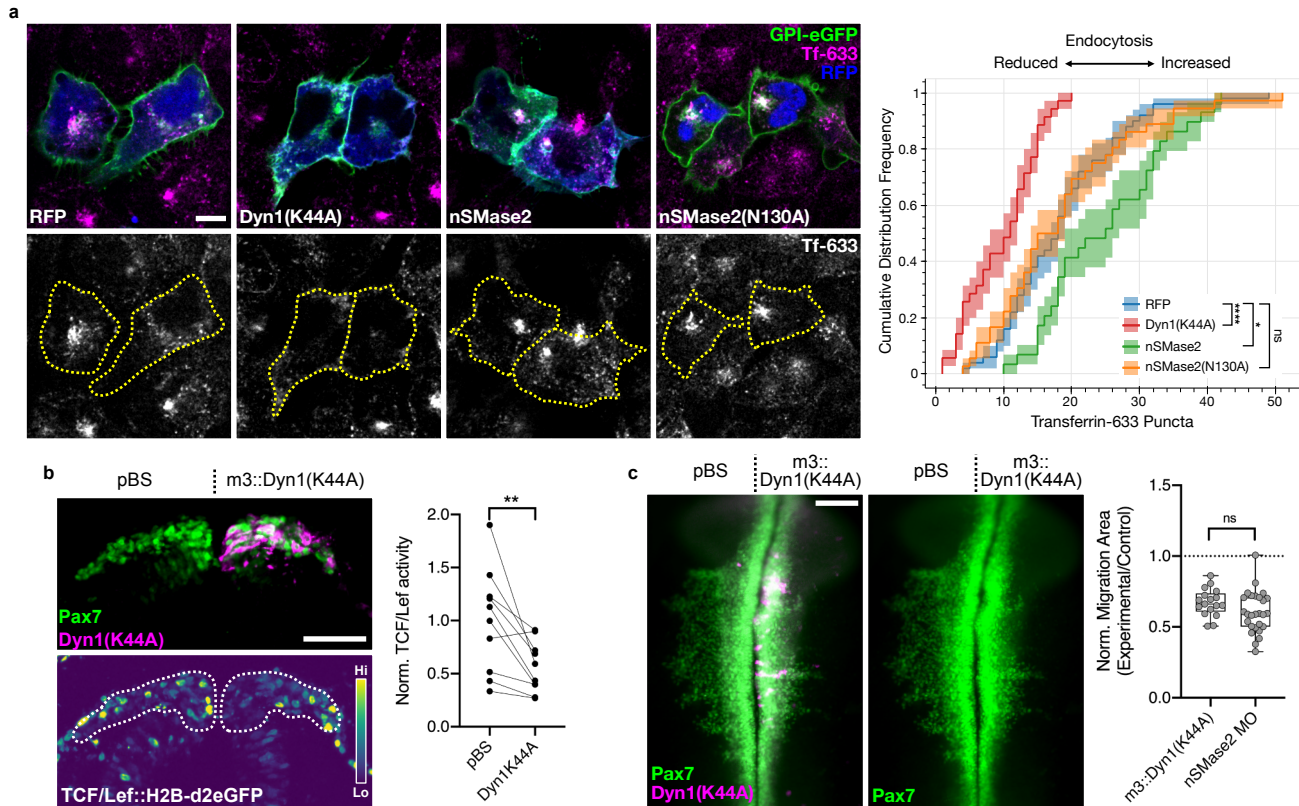 a
GPI-eGFP
Tf-633
RFP
RFP
Dyn1(K44A)
nSMase2
nSMase2(N130A)
Tf-633
Endocytosis
Reduced
Increased
Cumulative Distribution Frequency
1
0.8
0.6
0.4
0.2
0
RFP
Dyn1(K44A)
nSMase2
nSMase2(N130A)
****
*
ns
0
10
20
30
40
50
Transferrin-633 Puncta
b
pBS
m3::Dyn1(K44A)
Pax7
Dyn1(K44A)
Hi
Lo
TCF/Lef::H2B-d2eGFP
**
Norm. TCF/Lef activity
2.0
1.5
1.0
0.5
0.0
pBS
Dyn1K44A
c
pBS
m3::
Dyn1(K44A)
pBS
m3::
Dyn1(K44A)
Pax7
Dyn1(K44A)
Pax7
Norm. Migration Area
(Experimental/Control)
1.5
1.0
0.5
0.0
ns
m3::Dyn1(K44A)
nSMase2 MO